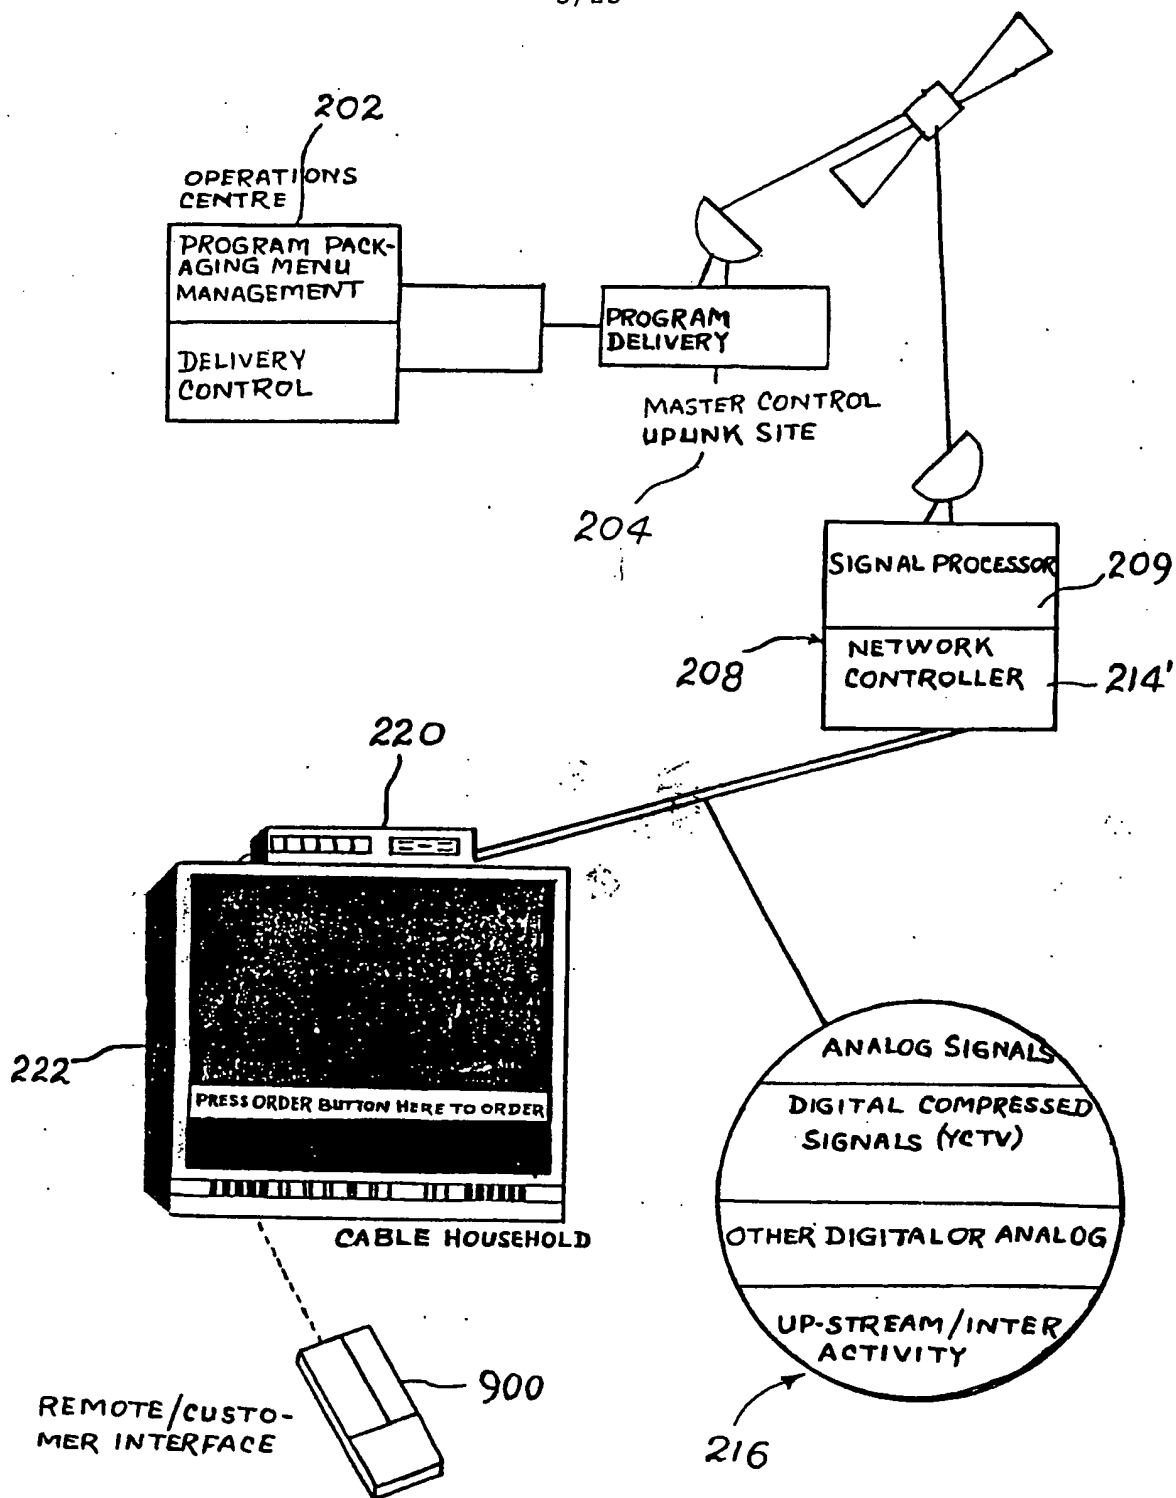 202
OPERATIONS
CENTRE
PROGRAM PACK-
AGING MENU
MANAGEMENT
DELIVERY
CONTROL
PROGRAM
DELIVERY
MASTER CONTROL
UPLINK SITE
204
SIGNAL PROCESSOR
209
NETWORK
CONTROLLER
208
214'
220
222
PRESS ORDER BUTTON HERE TO ORDER
CABLE HOUSEHOLD
ANALOG SIGNALS
DIGITAL COMPRESSED
SIGNALS (YCTV)
OTHER DIGITAL OR ANALOG
UP-STREAM/INTER
ACTIVITY
216
900
REMOTE/CUSTO-
MER INTERFACE